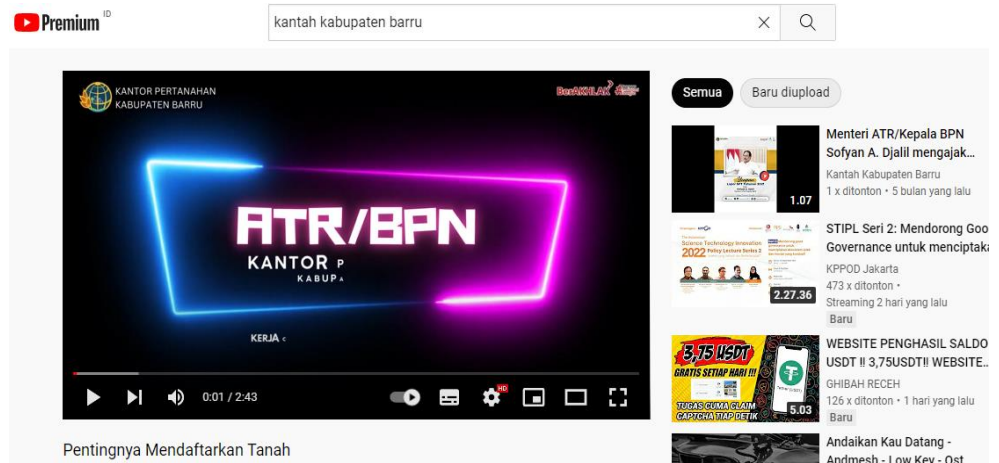 Premium ID
kantah kabupaten barru
KANTOR PERTANAHAN
KABUPATEN BARRU
BerAKHLAK
ATR/BPN
KANTOR P
KABUPA
KERJA
0:01 / 2:43
HD
Pentingnya Mendaftarkan Tanah
Semua
Baru diupload
1.07
Menteri ATR/Kepala BPN
Sofyan A. Djalil mengajak...
Kantah Kabupaten Barru
1 x ditonton • 5 bulan yang lalu
Science Technology Innovation
2022 Policy Lecture Series 2
2.27.36
STIPL Seri 2: Mendorong Goo
Governance untuk menciptaka
KPPOD Jakarta
473 x ditonton •
Streaming 2 hari yang lalu
Baru
3,75 USDT
GRATIS SETIAP HARI !!!
TUGAS CUMA CLAIM
CAPTCHA TIAP DETIK
5.03
WEBSITE PENGHASIL SALDO
USDT !! 3,75USDT!! WEBSITE...
GHIBAH RECEH
126 x ditonton • 1 hari yang lalu
Baru
Andaikan Kau Datang -
Andmesh - Low Key - Ost